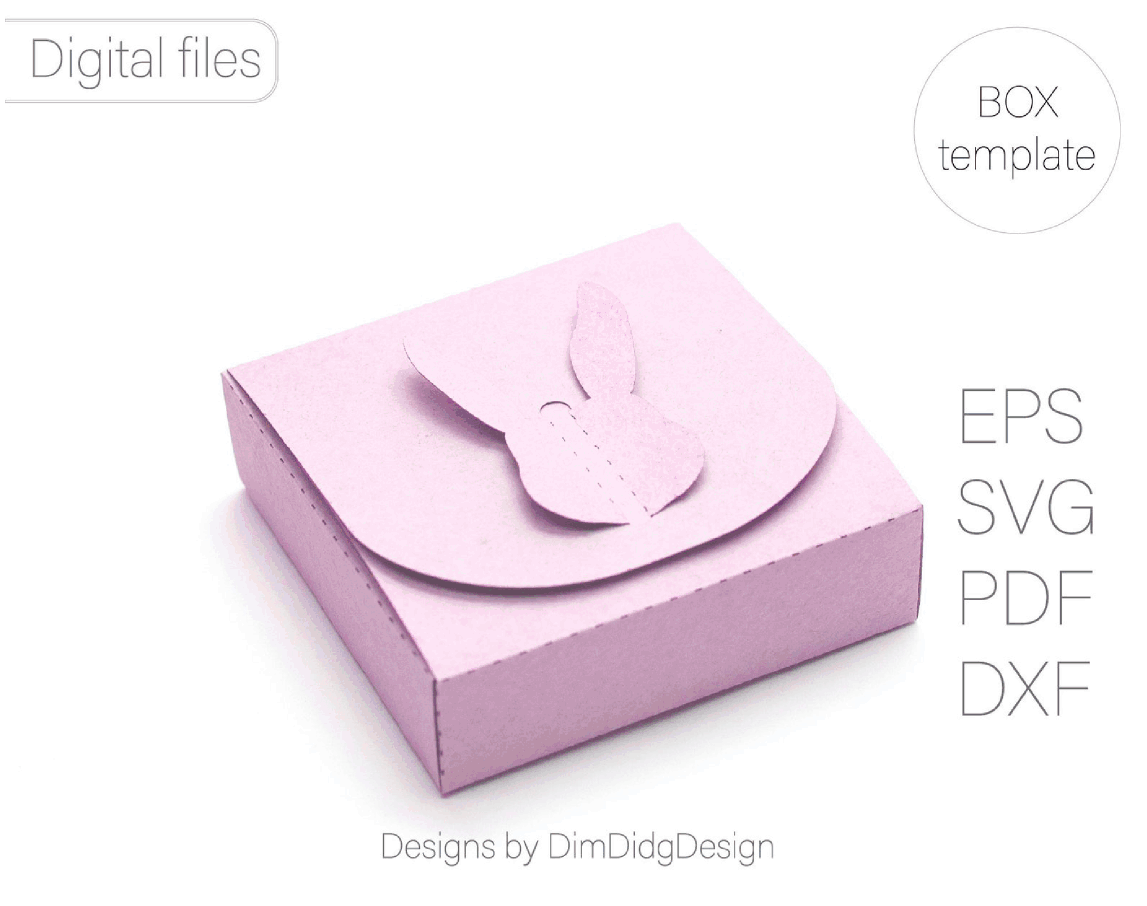 Digital files
BOX
template
EPS
SVG
PDF
DXF
Designs by DimDidgDesign